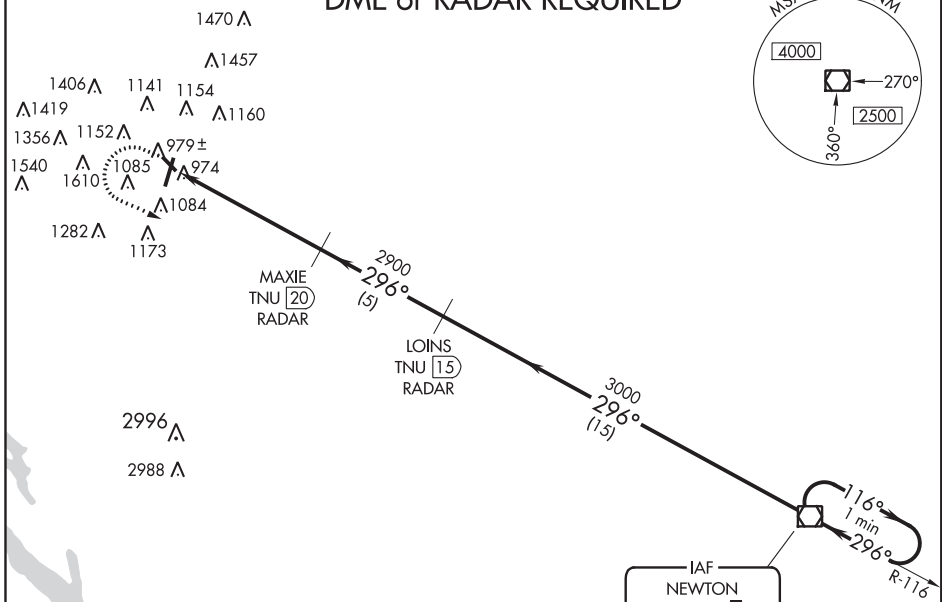 DME or RADAR REQUIRED
MSA
NM
4000
270°
2500
360°
1470
1457
1406
1141
1154
1419
1160
1356
1152
979±
1540
1610
1085
974
1084
1282
1173
MAXIE
TNU 20
RADAR
2900
296°
(5)
LOINS
TNU 15
RADAR
3000
296°
(15)
2996
2988
116°
1 min
296°
R-116
IAF
NEWTON